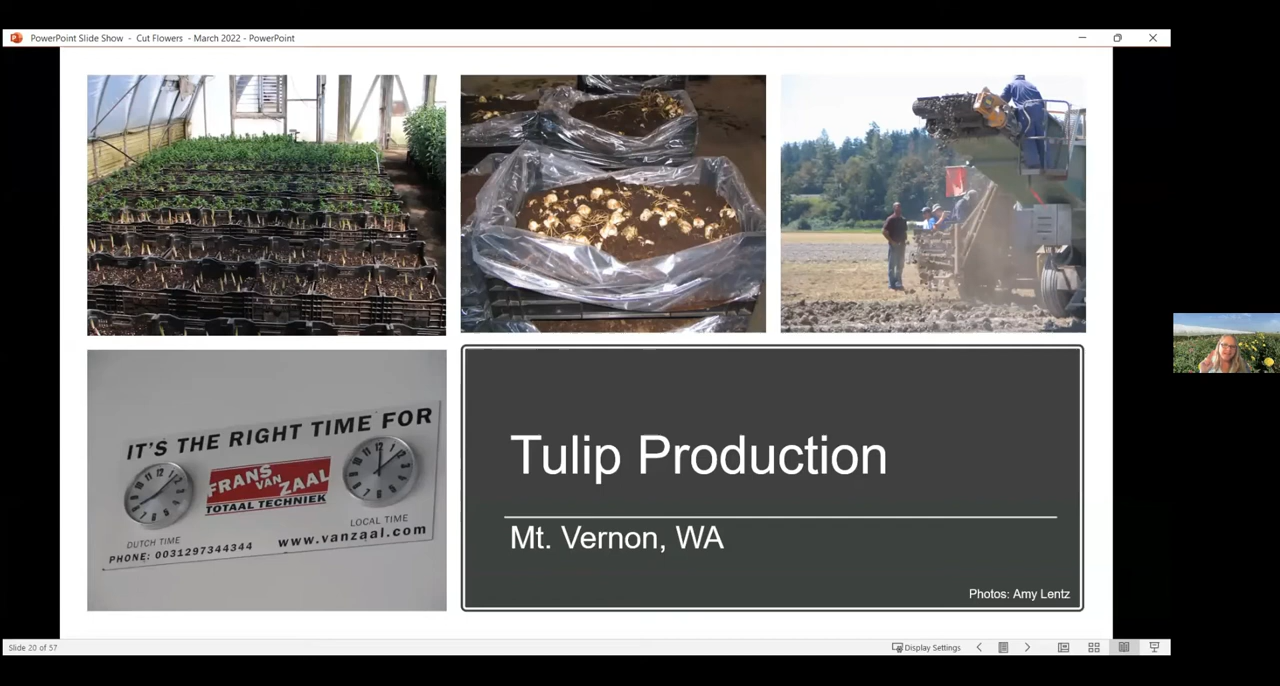 PowerPoint Slide Show - Cut Flowers - March 2022 - PowerPoint
IT'S THE RIGHT TIME FOR
FRANS
VAN
ZAAL
TOTAAL TECHNIEK
DUTCH TIME
LOCAL TIME
PHONE: 0031297344344
www.vanzaal.com
Tulip Production
Mt. Vernon, WA
Photos: Amy Lentz
Slide 20 of 57
Display Settings